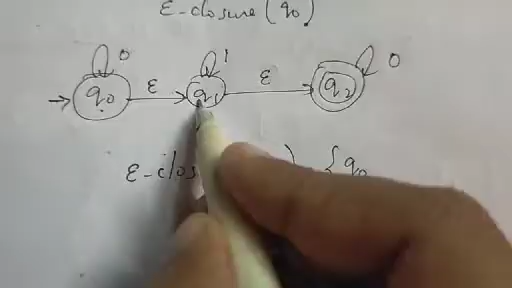 ε-closure(q0)
0 1 0
q0 ε q1 ε q2
ε-clos ) {q0